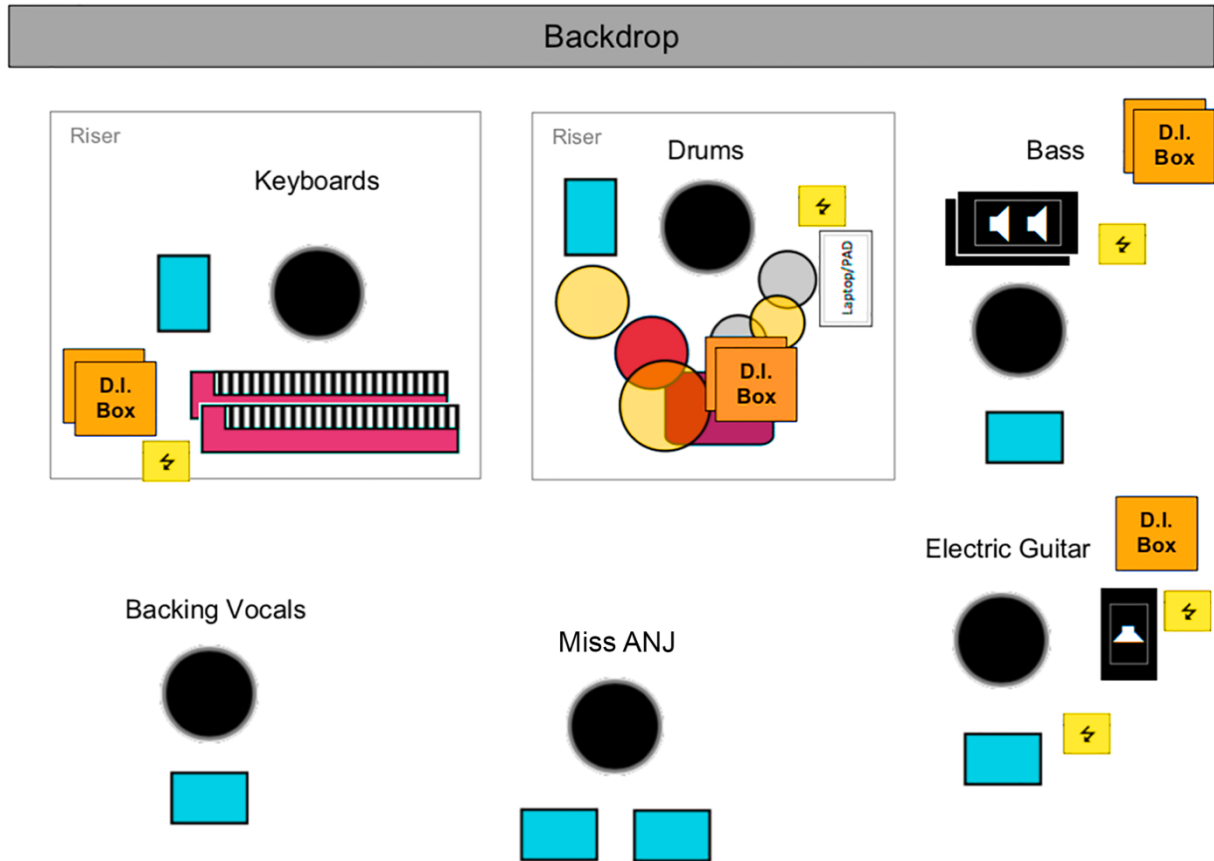 Backdrop
Riser
Keyboards
D.I.
Box
Riser
Drums
Laptop/PAD
D.I.
Box
Bass
D.I.
Box
Electric Guitar
D.I.
Box
Backing Vocals
Miss ANJ